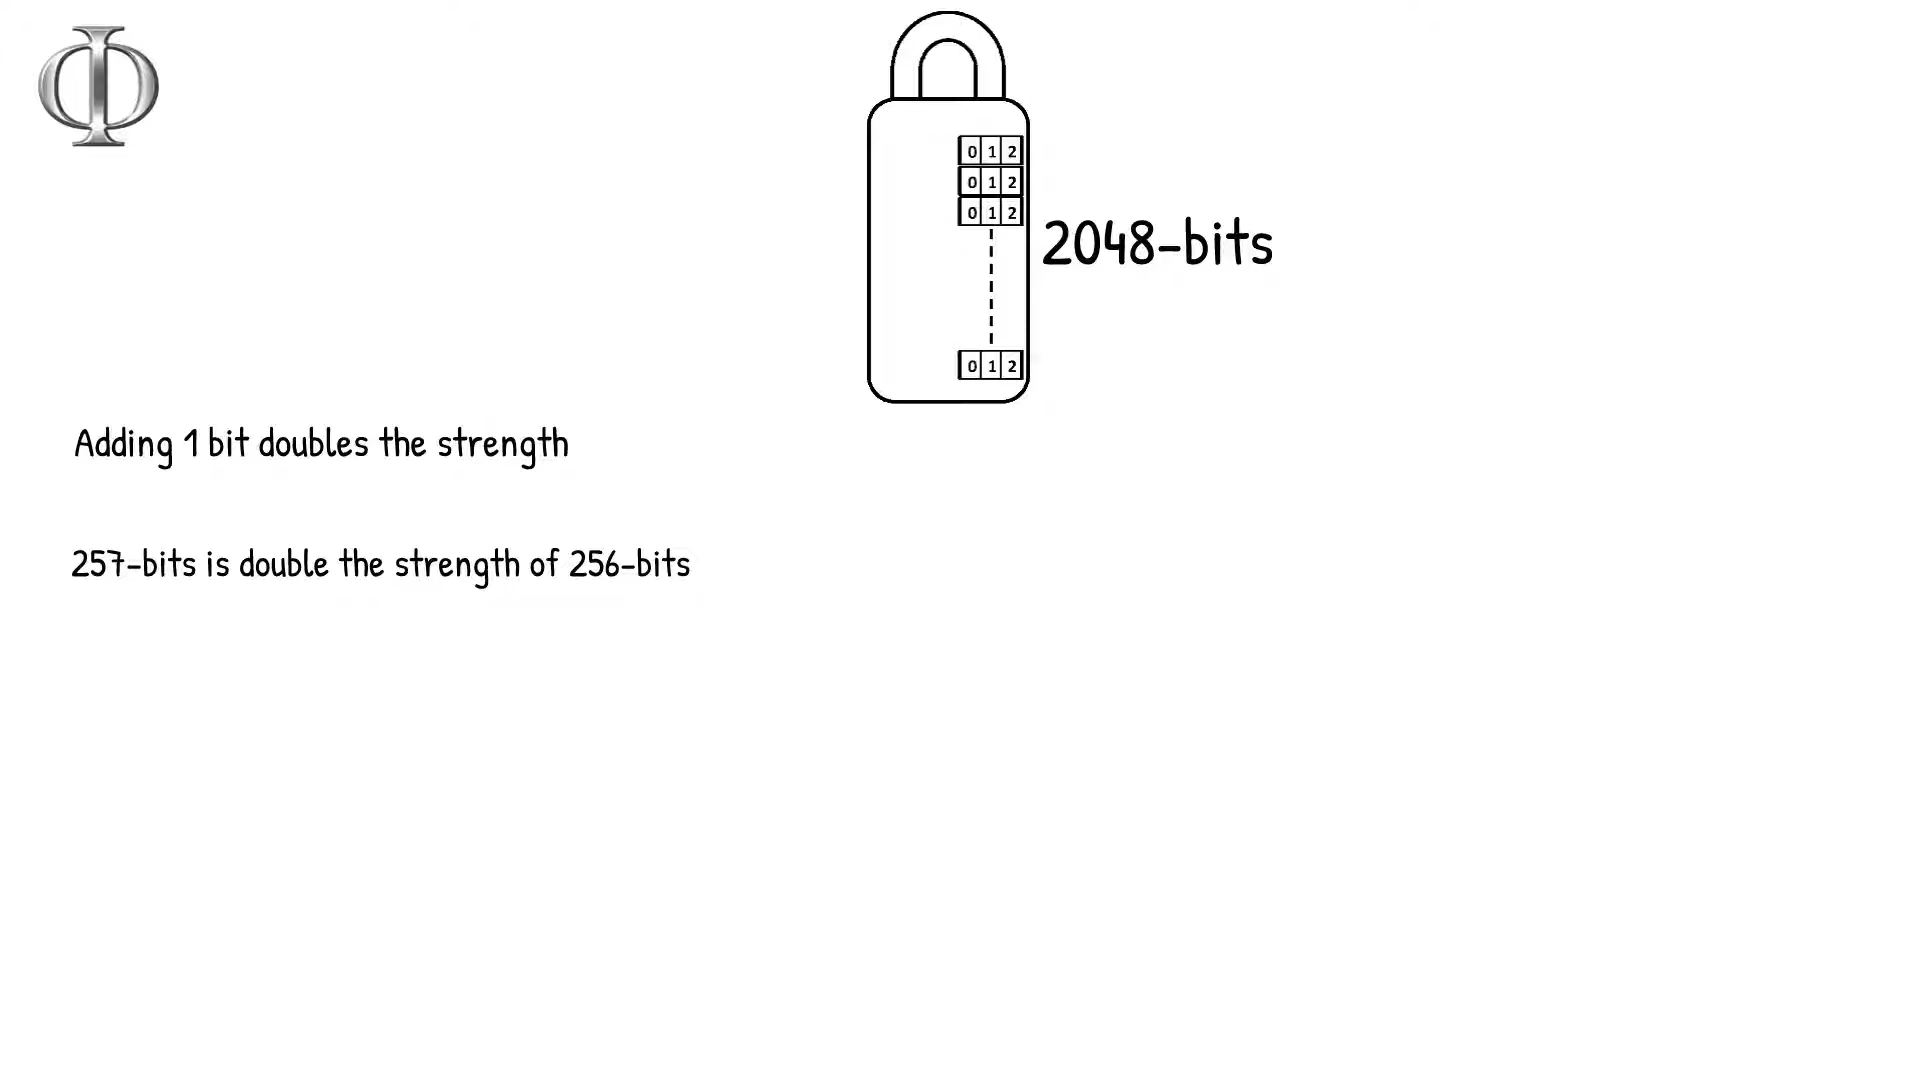 Φ
0 1 2
0 1 2
0 1 2
2048-bits
0 1 2
Adding 1 bit doubles the strength
257-bits is double the strength of 256-bits